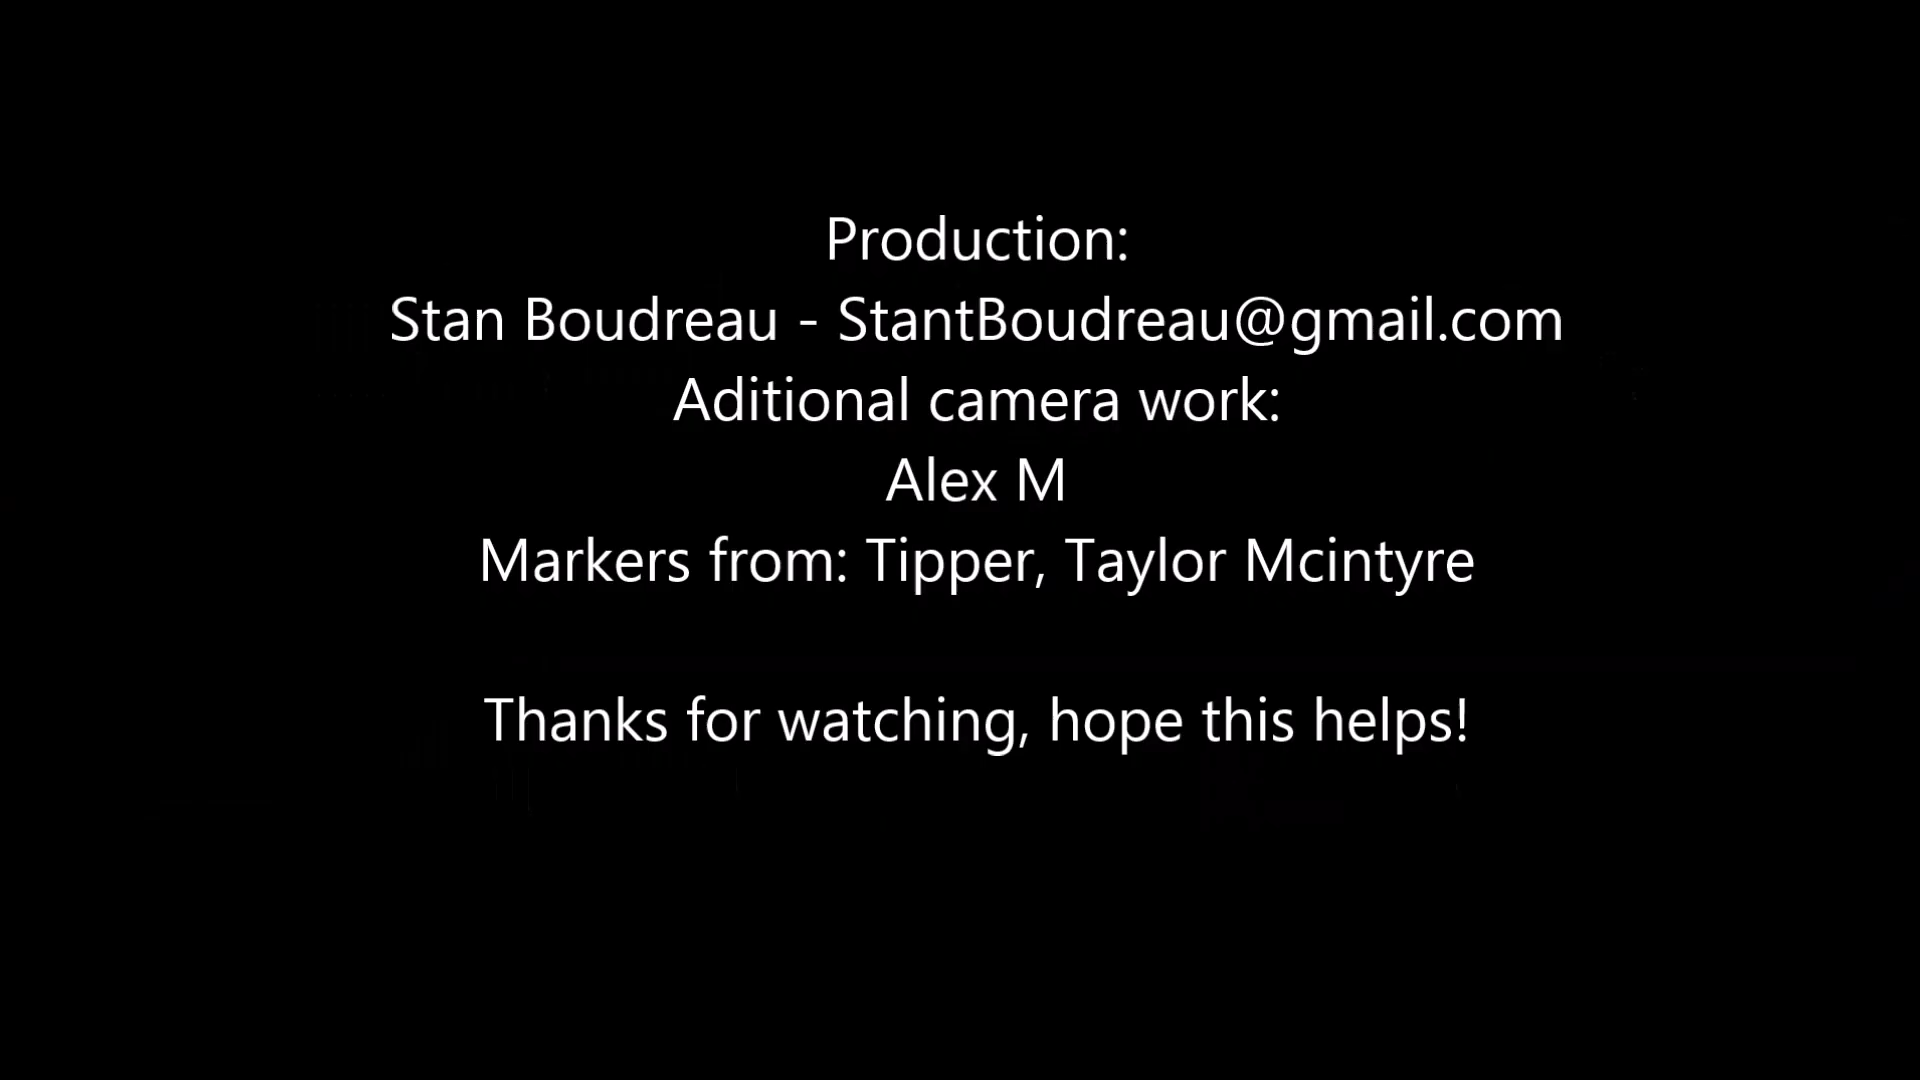 Production:
Stan Boudreau - StantBoudreau@gmail.com
Aditional camera work:
Alex M
Markers from: Tipper, Taylor Mcintyre
Thanks for watching, hope this helps!